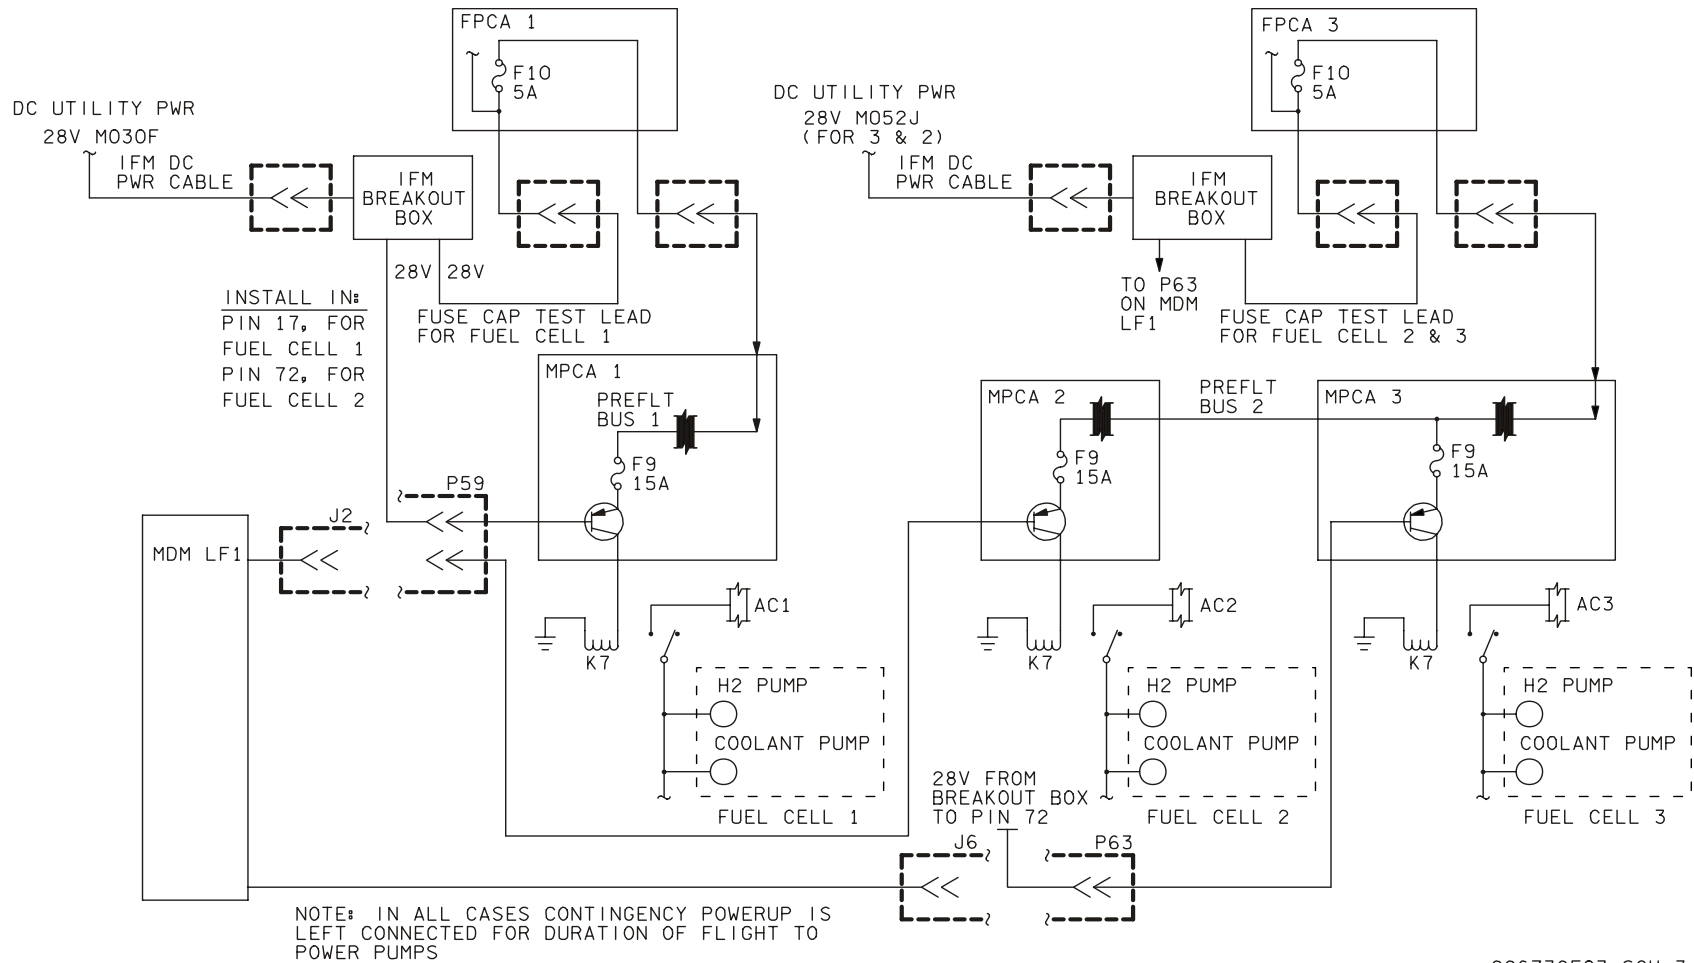 FPCA 1
F10
5A
DC UTILITY PWR
28V MO30F
IFM DC
PWR CABLE
IFM
BREAKOUT
BOX
28V 28V
INSTALL IN:
PIN 17, FOR
FUEL CELL 1
PIN 72, FOR
FUEL CELL 2
FUSE CAP TEST LEAD
FOR FUEL CELL 1
MPCA 1
PREFLT
BUS 1
F9
15A
FPCA 3
F10
5A
DC UTILITY PWR
28V MO52J
(FOR 3 & 2)
IFM DC
PWR CABLE
IFM
BREAKOUT
BOX
TO P63
ON MDM
LF1
FUSE CAP TEST LEAD
FOR FUEL CELL 2 & 3
MPCA 2
F9
15A
PREFLT
BUS 2
MPCA 3
F9
15A
P59
J2
MDM LF1
AC1
K7
H2 PUMP
COOLANT PUMP
FUEL CELL 1
AC2
K7
H2 PUMP
COOLANT PUMP
FUEL CELL 2
AC3
K7
H2 PUMP
COOLANT PUMP
FUEL CELL 3
28V FROM
BREAKOUT BOX
TO PIN 72
J6
P63
NOTE: IN ALL CASES CONTINGENCY POWERUP IS
LEFT CONNECTED FOR DURATION OF FLIGHT TO
POWER PUMPS